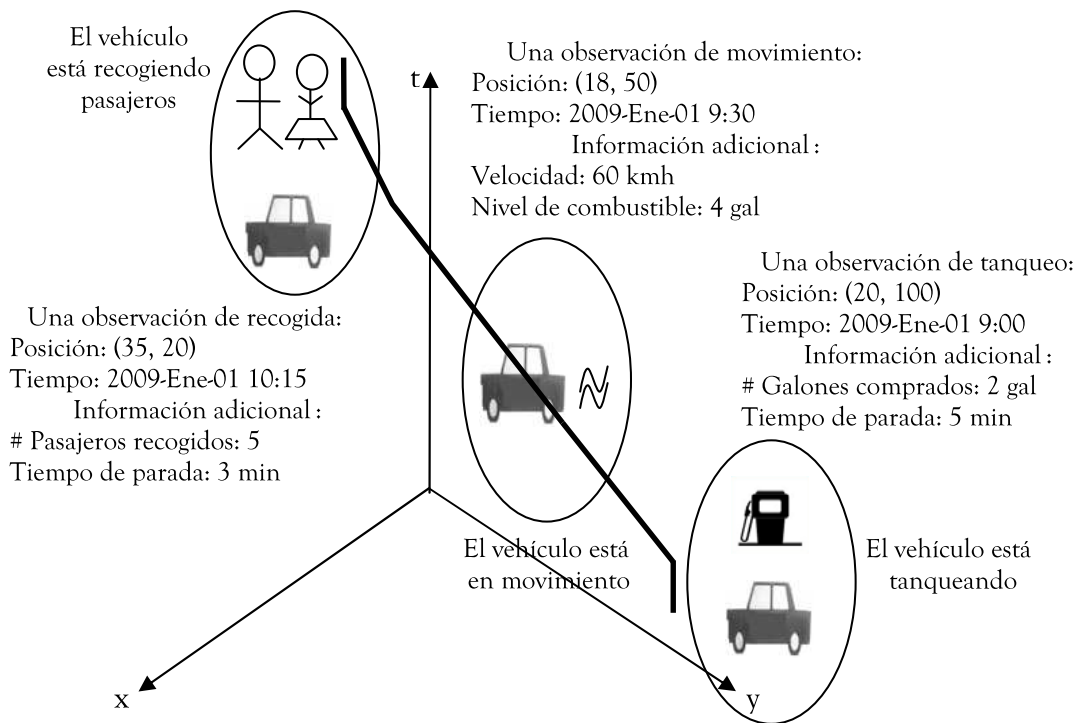 El vehículo
está recogiendo
pasajeros
t
Una observación de movimiento:
Posición: (18, 50)
Tiempo: 2009-Ene-01 9:30
Información adicional :
Velocidad: 60 kmh
Nivel de combustible: 4 gal
Una observación de tanqueo:
Posición: (20, 100)
Tiempo: 2009-Ene-01 9:00
Información adicional :
# Galones comprados: 2 gal
Tiempo de parada: 5 min
Una observación de recogida:
Posición: (35, 20)
Tiempo: 2009-Ene-01 10:15
Información adicional :
# Pasajeros recogidos: 5
Tiempo de parada: 3 min
El vehículo está
en movimiento
El vehículo está
tanqueando
x
y